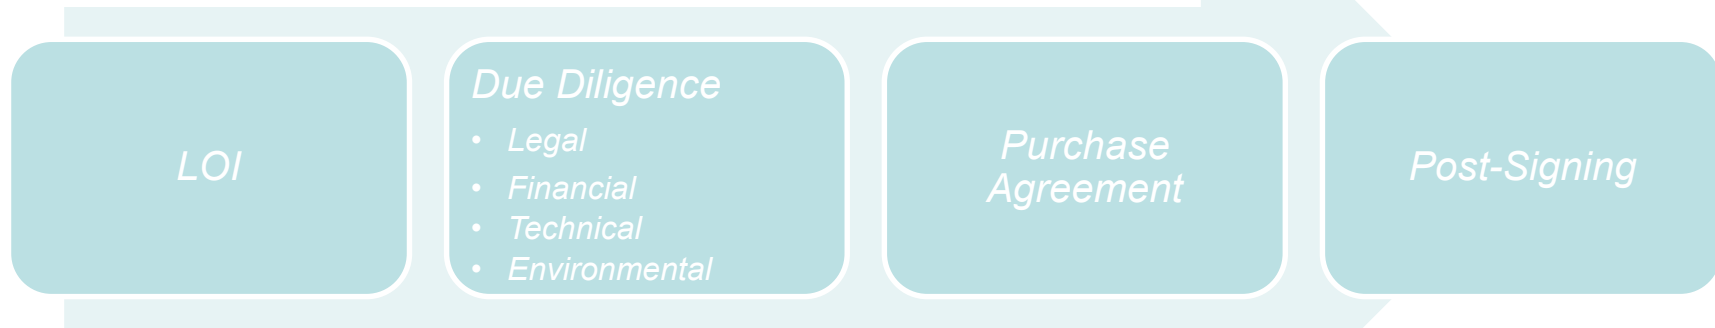 LOI
Due Diligence
• Legal
• Financial
• Technical
• Environmental
Purchase
Agreement
Post-Signing